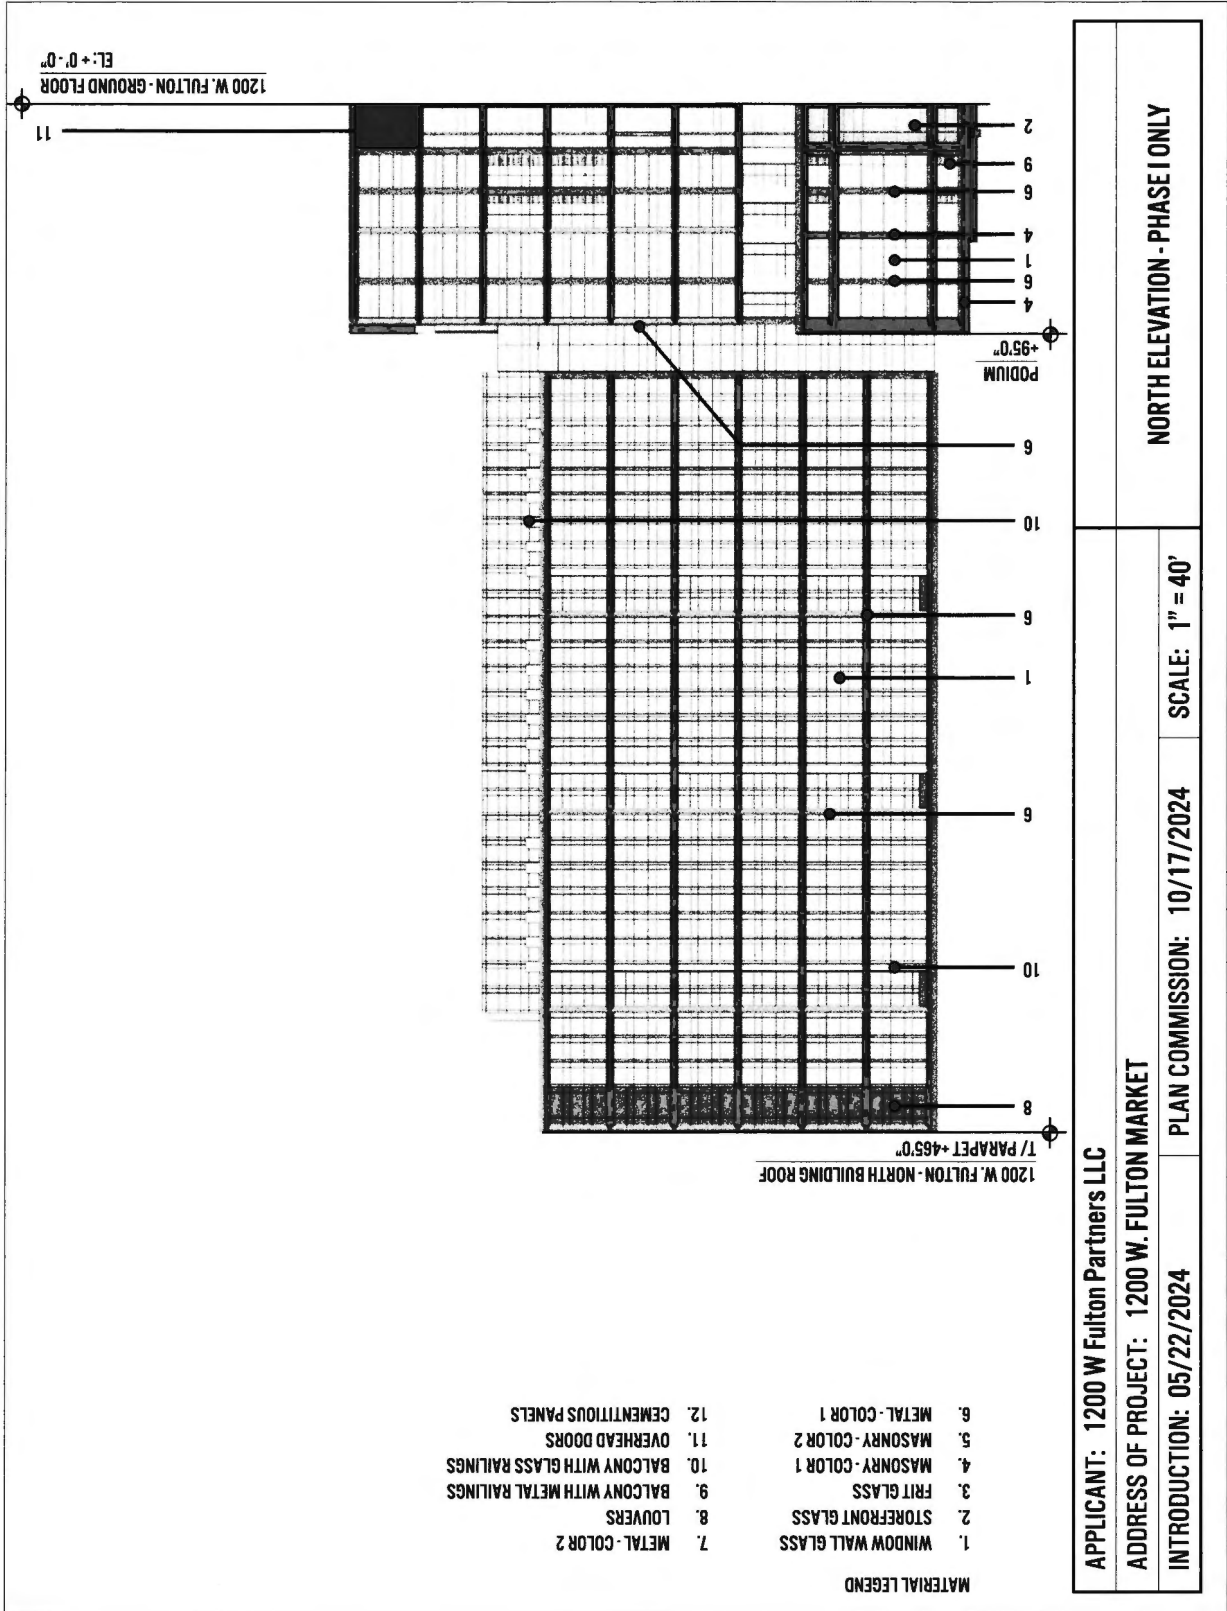 MATERIAL LEGEND
1. WINDOW WALL GLASS
2. STOREFRONT GLASS
3. FRIT GLASS
4. MASONRY - COLOR 1
5. MASONRY - COLOR 2
6. METAL - COLOR 1
7. METAL - COLOR 2
8. LOUVERS
9. BALCONY WITH METAL RAILINGS
10. BALCONY WITH GLASS RAILINGS
11. OVERHEAD DOORS
12. CEMENTITIOUS PANELS
1200 W. FULTON - NORTH BUILDING ROOF
T/ PARAPET +465'0"
8
10
6
1
6
10
6
PODIUM
+95'0"
4
6
1
4
6
9
2
11
1200 W. FULTON - GROUND FLOOR
EL: + 0' - 0"
APPLICANT: 1200 W Fulton Partners LLC
ADDRESS OF PROJECT: 1200 W. FULTON MARKET
INTRODUCTION: 05/22/2024
PLAN COMMISSION: 10/17/2024
SCALE: 1" = 40'
NORTH ELEVATION - PHASE I ONLY